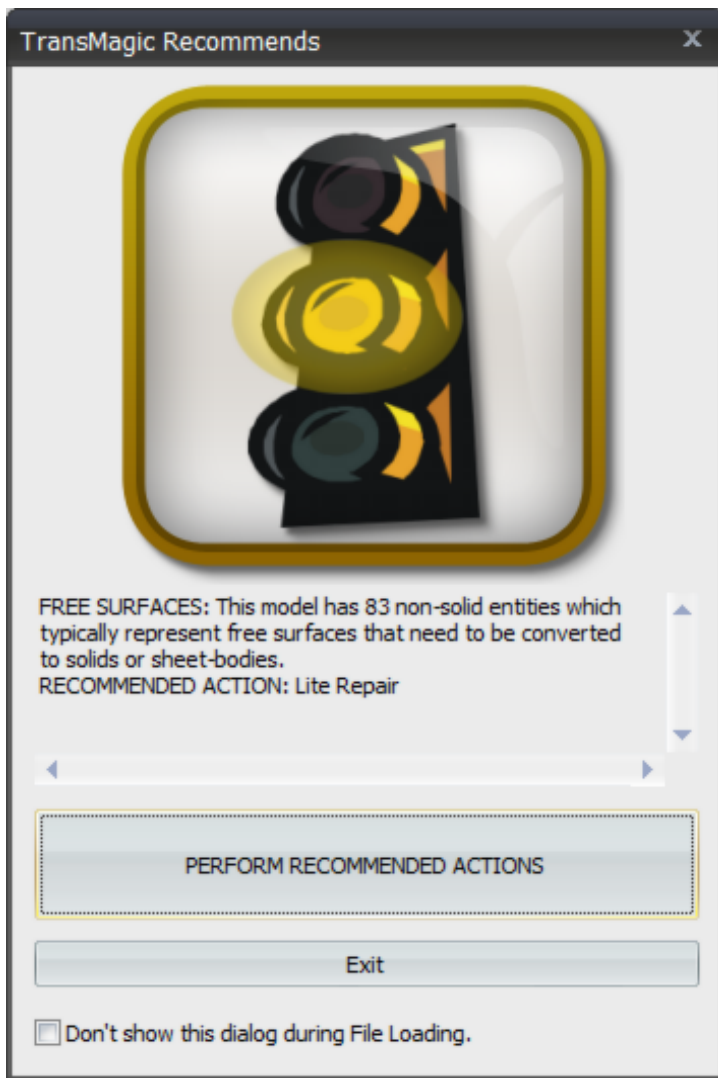 TransMagic Recommends
FREE SURFACES: This model has 83 non-solid entities which
typically represent free surfaces that need to be converted
to solids or sheet-bodies.
RECOMMENDED ACTION: Lite Repair
PERFORM RECOMMENDED ACTIONS
Exit
Don't show this dialog during File Loading.